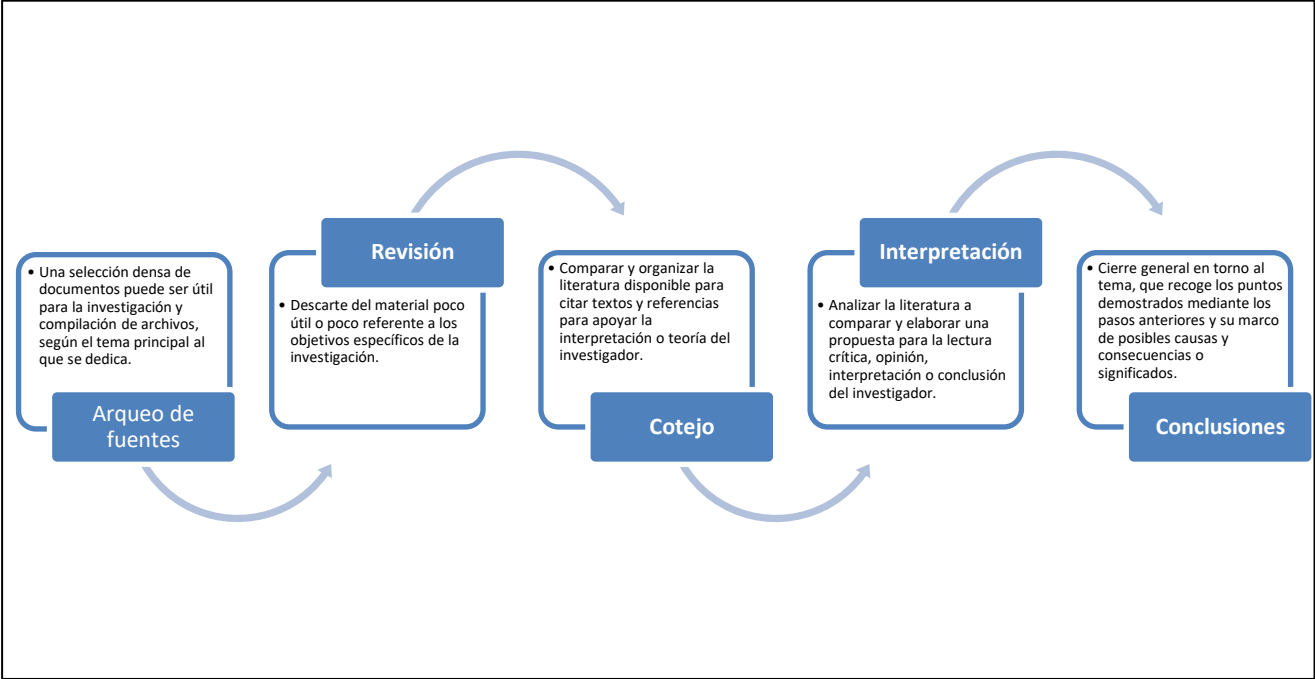 • Una selección densa de
documentos puede ser útil
para la investigación y
compilación de archivos,
según el tema principal al
que se dedica.
Arqueo de
fuentes
Revisión
• Descarte del material poco
útil o poco referente a los
objetivos específicos de la
investigación.
• Comparar y organizar la
literatura disponible para
citar textos y referencias
para apoyar la
interpretación o teoría del
investigador.
Cotejo
Interpretación
• Analizar la literatura a
comparar y elaborar una
propuesta para la lectura
crítica, opinión,
interpretación o conclusión
del investigador.
• Cierre general en torno al
tema, que recoge los puntos
demostrados mediante los
pasos anteriores y su marco
de posibles causas y
consecuencias o
significados.
Conclusiones